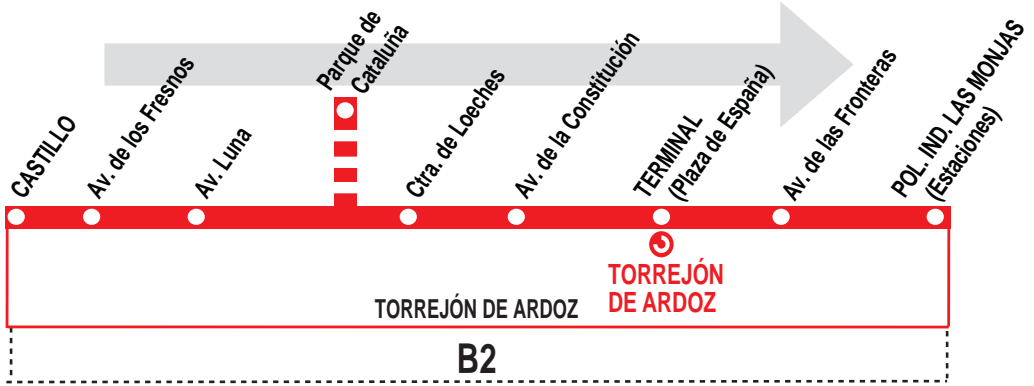 CASTILLO
Av. de los Fresnos
Av. Luna
Parque de
Cataluña
Ctra. de Loeches
Av. de la Constitución
TERMINAL
(Plaza de España)
Av. de las Fronteras
POL. IND. LAS MONJAS
(Estaciones)
TORREJÓN
DE ARDOZ
TORREJÓN DE ARDOZ
B2